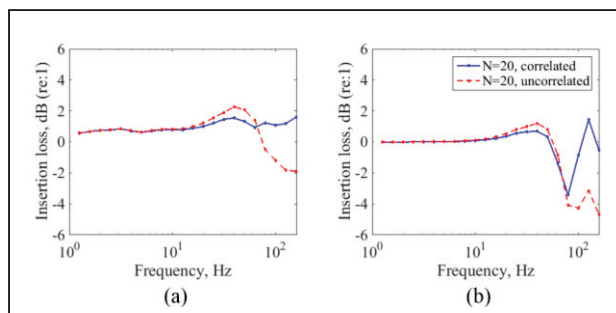 6
4
2
0
-2
-4
-6
10^0
10^1
10^2
Insertion loss, dB (re:1)
Frequency, Hz
(a)
6
4
2
0
-2
-4
-6
10^0
10^1
10^2
Insertion loss, dB (re:1)
Frequency, Hz
N=20, correlated
N=20, uncorrelated
(b)